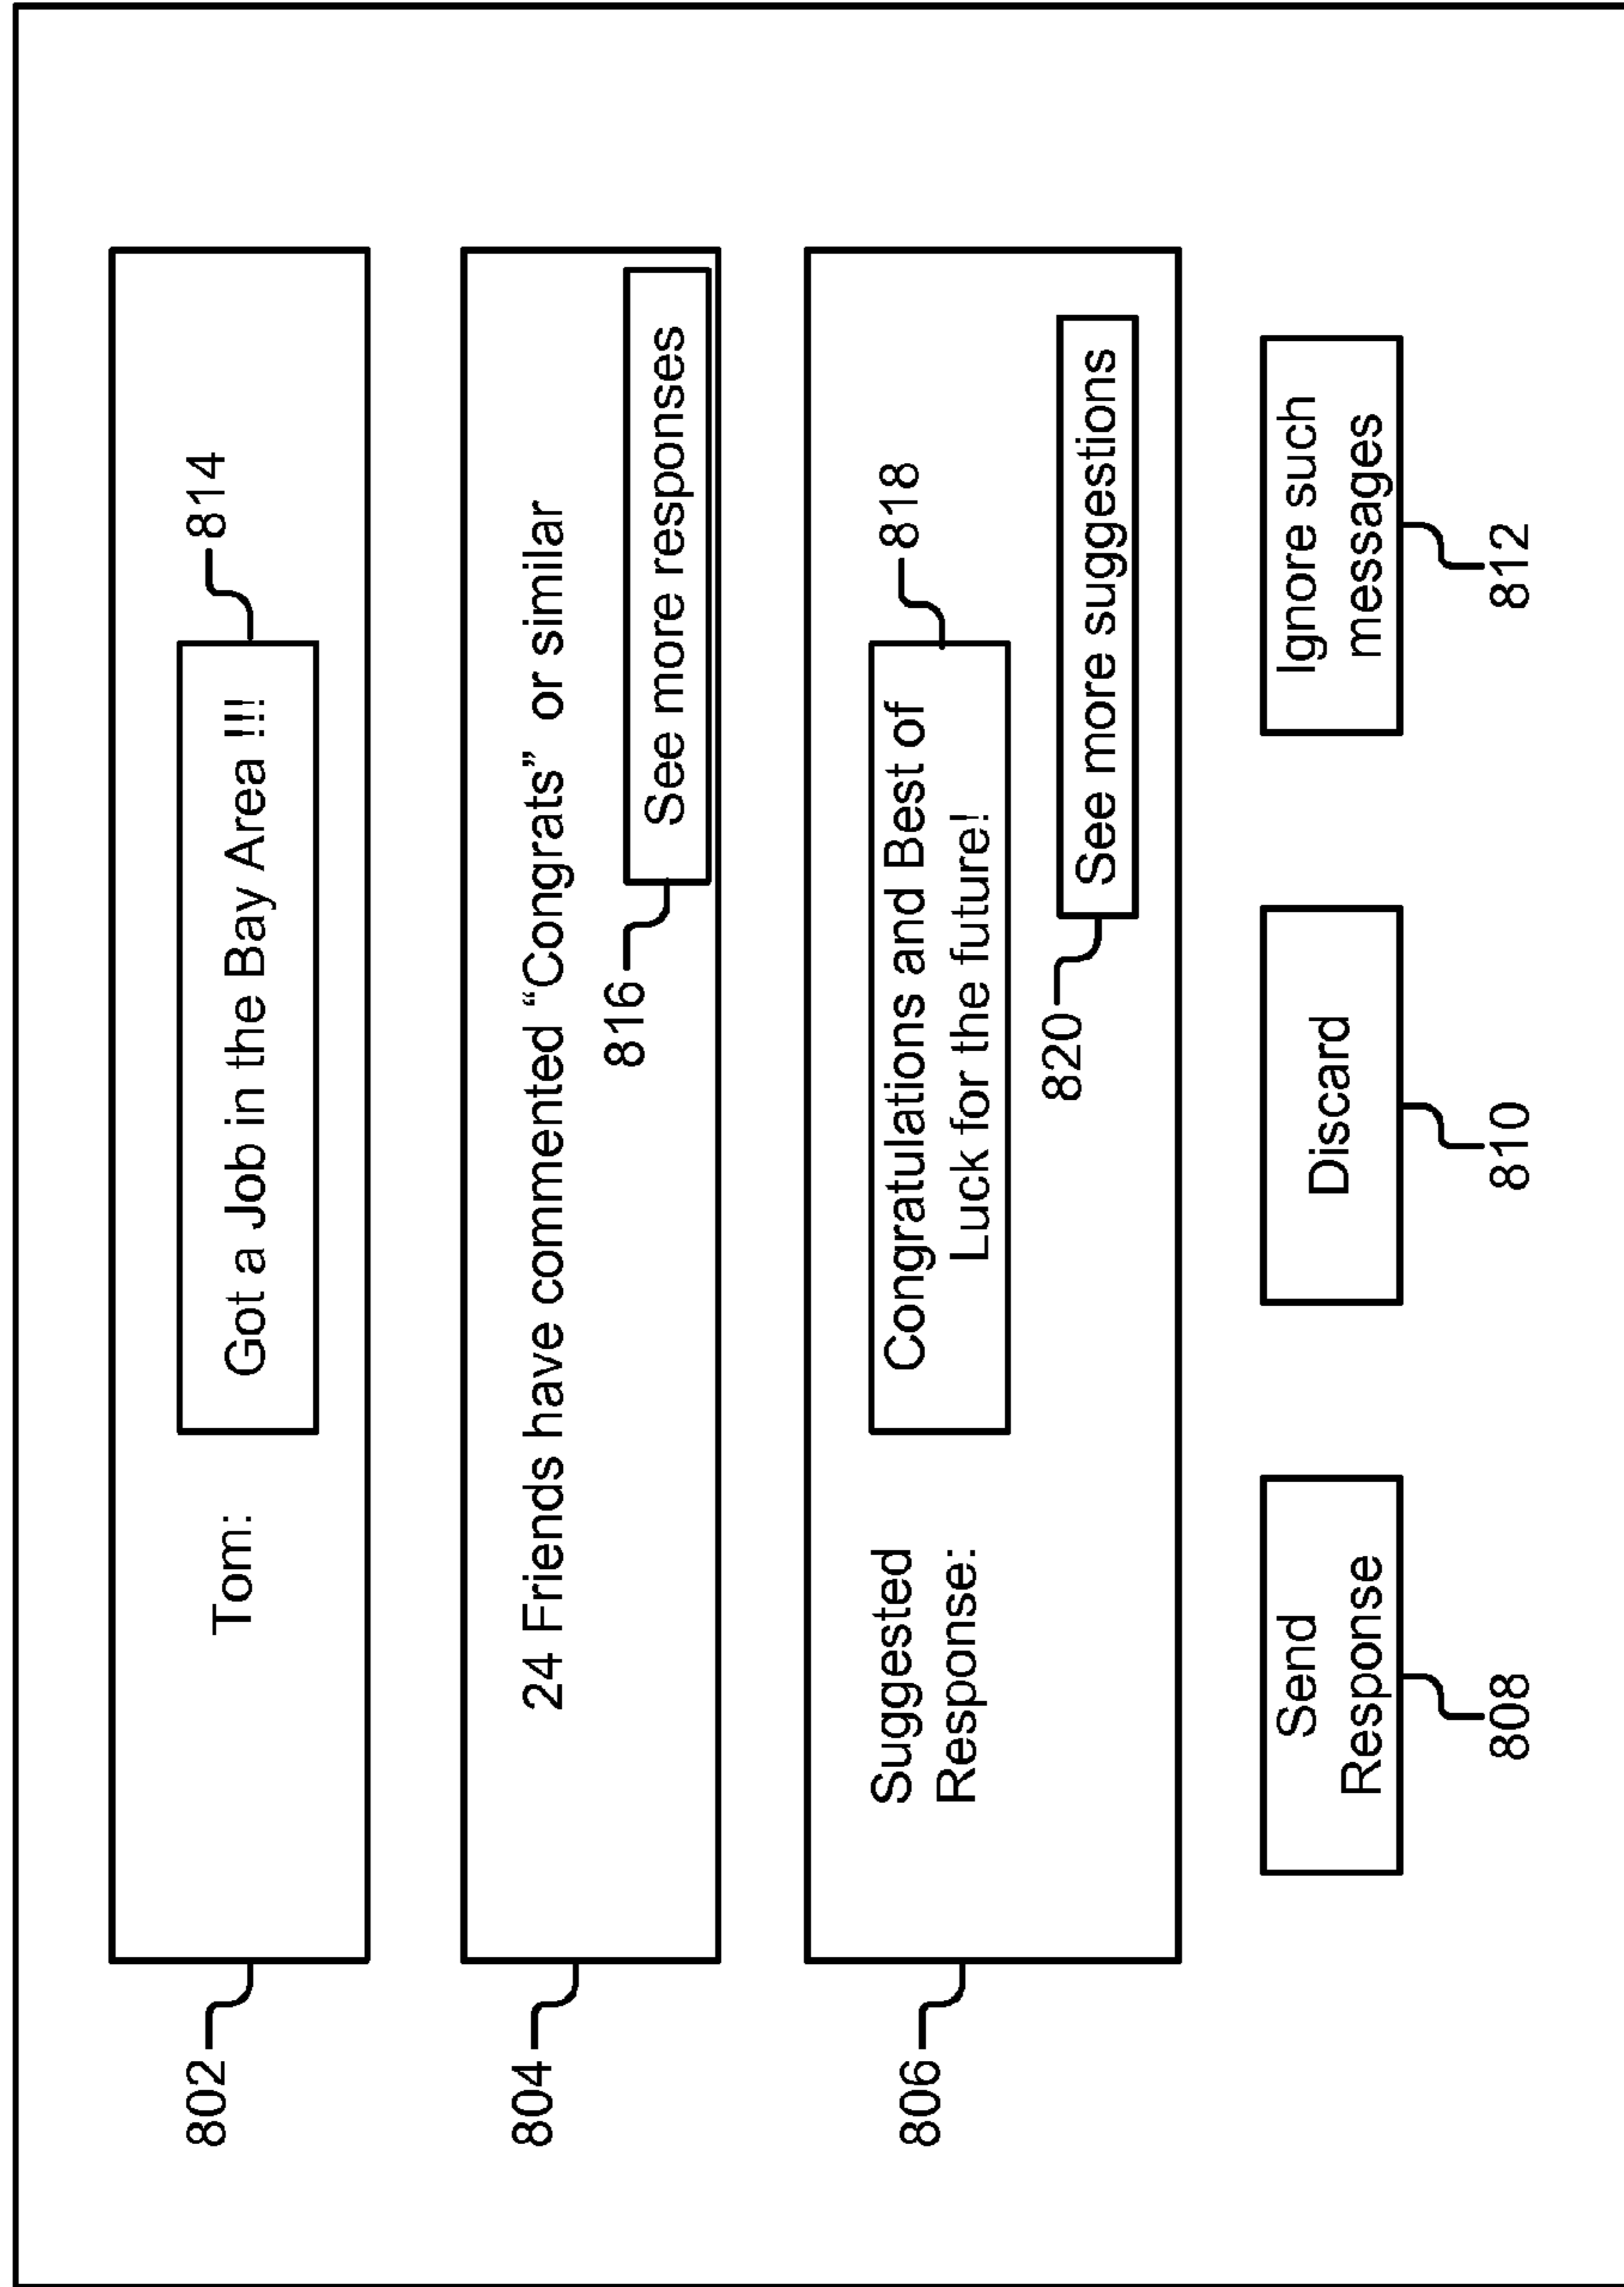 802
Tom:
Got a Job in the Bay Area !!!!
814
804
24 Friends have commented “Congrats” or similar
816
See more responses
806
Suggested
Response:
Congratulations and Best of
Luck for the future!
818
820
See more suggestions
Send
Response
808
Discard
810
Ignore such
messages
812